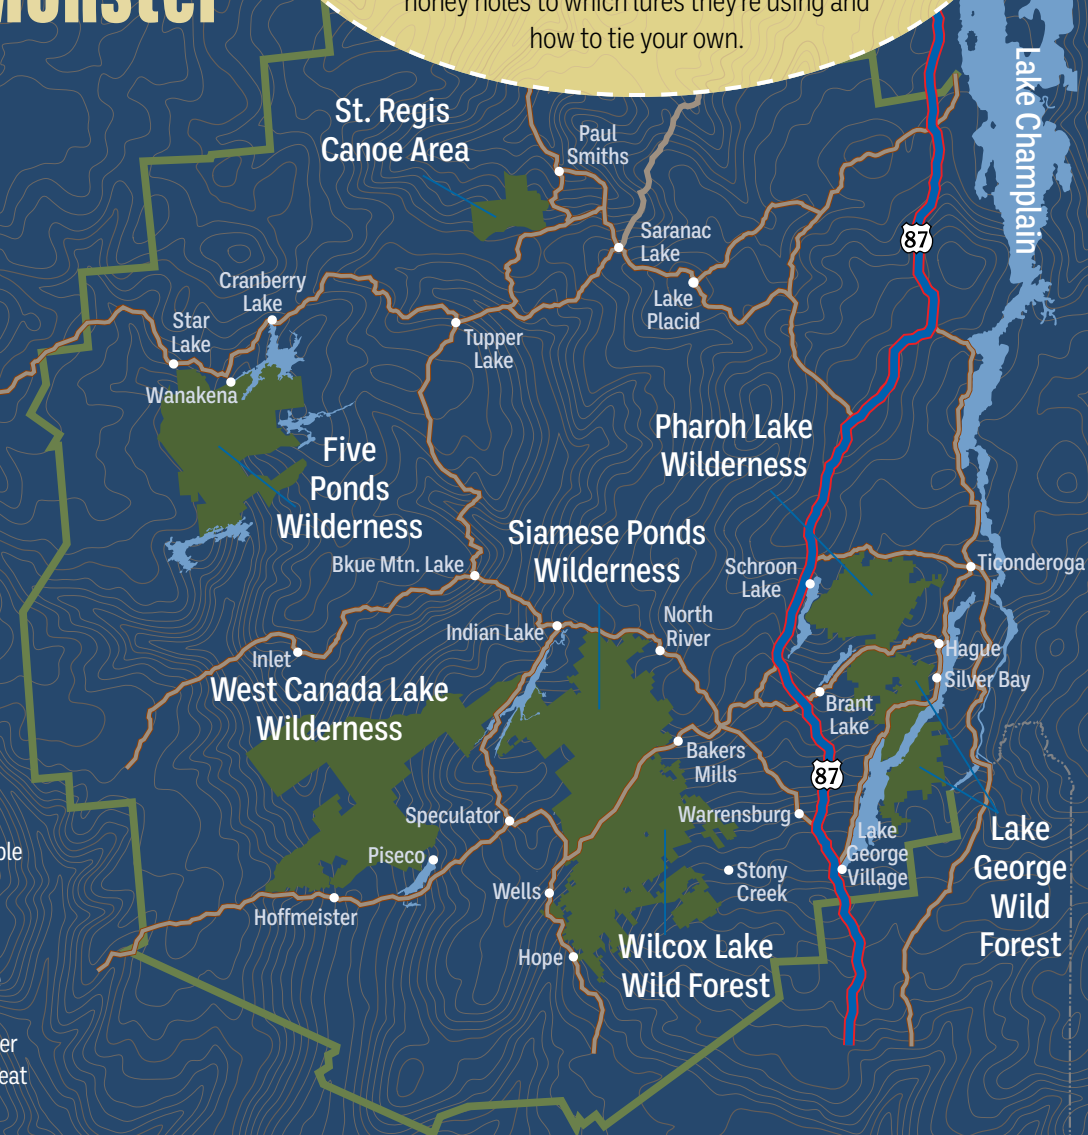 Monster
honey holes to which lures they're using and
how to tie your own.
Lake Champlain
St. Regis
Canoe Area
Paul
Smiths
87
Saranac
Lake
Lake
Placid
Cranberry
Lake
Star
Lake
Tupper
Lake
Wanakena
Five
Ponds
Wilderness
Pharoh Lake
Wilderness
Siamese Ponds
Wilderness
Bkue Mtn. Lake
Schroon
Lake
Ticonderoga
North
River
Indian Lake
Inlet
Hague
Silver Bay
West Canada Lake
Wilderness
Brant
Lake
Bakers
Mills
87
Warrensburg
Speculator
Lake
George
Village
Lake
George
Wild
Forest
Piseco
Stony
Creek
Wells
Hoffmeister
Hope
Wilcox Lake
Wild Forest